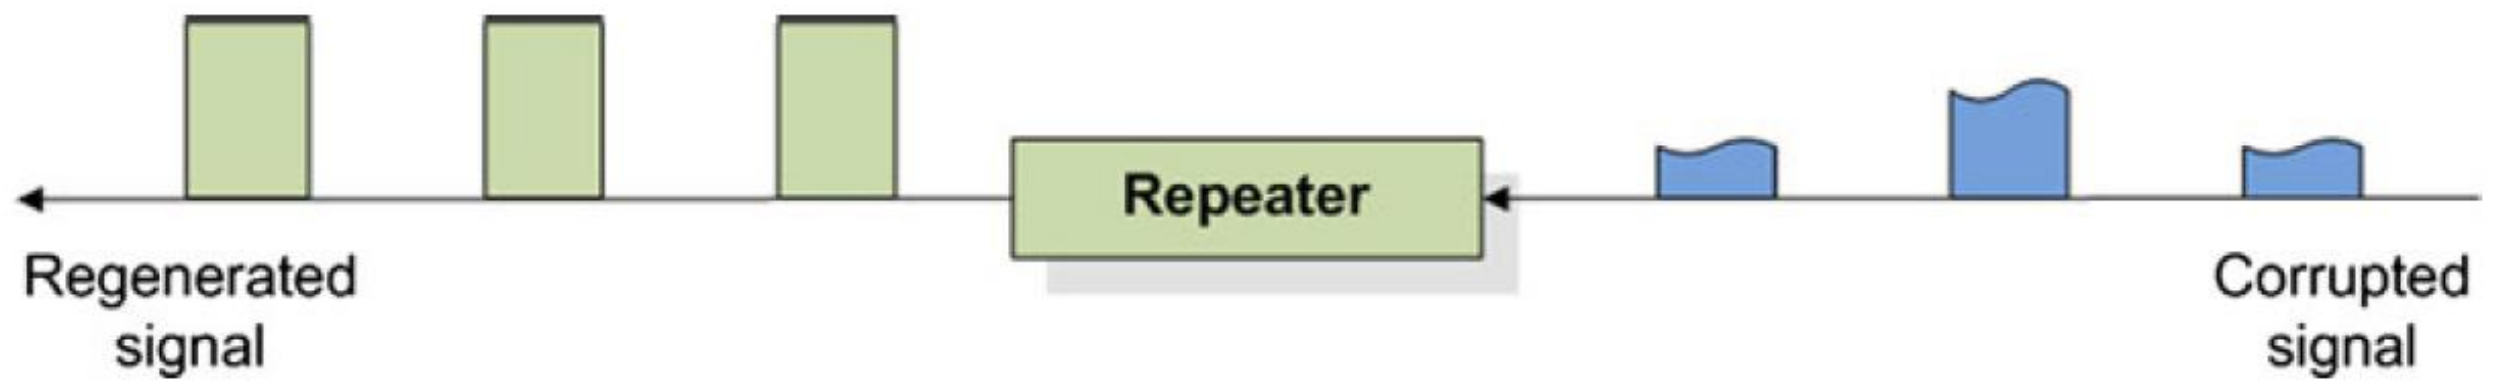 Repeater
Regenerated
signal
Corrupted
signal